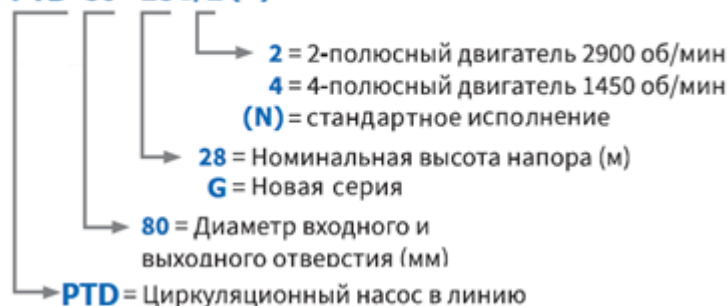 2 = 2-полюсный двигатель 2900 об/мин
4 = 4-полюсный двигатель 1450 об/мин
(N) = стандартное исполнение
28 = Номинальная высота напора (м)
G = Новая серия
80 = Диаметр входного и
выходного отверстия (мм)
PTD = Циркуляционный насос в линию